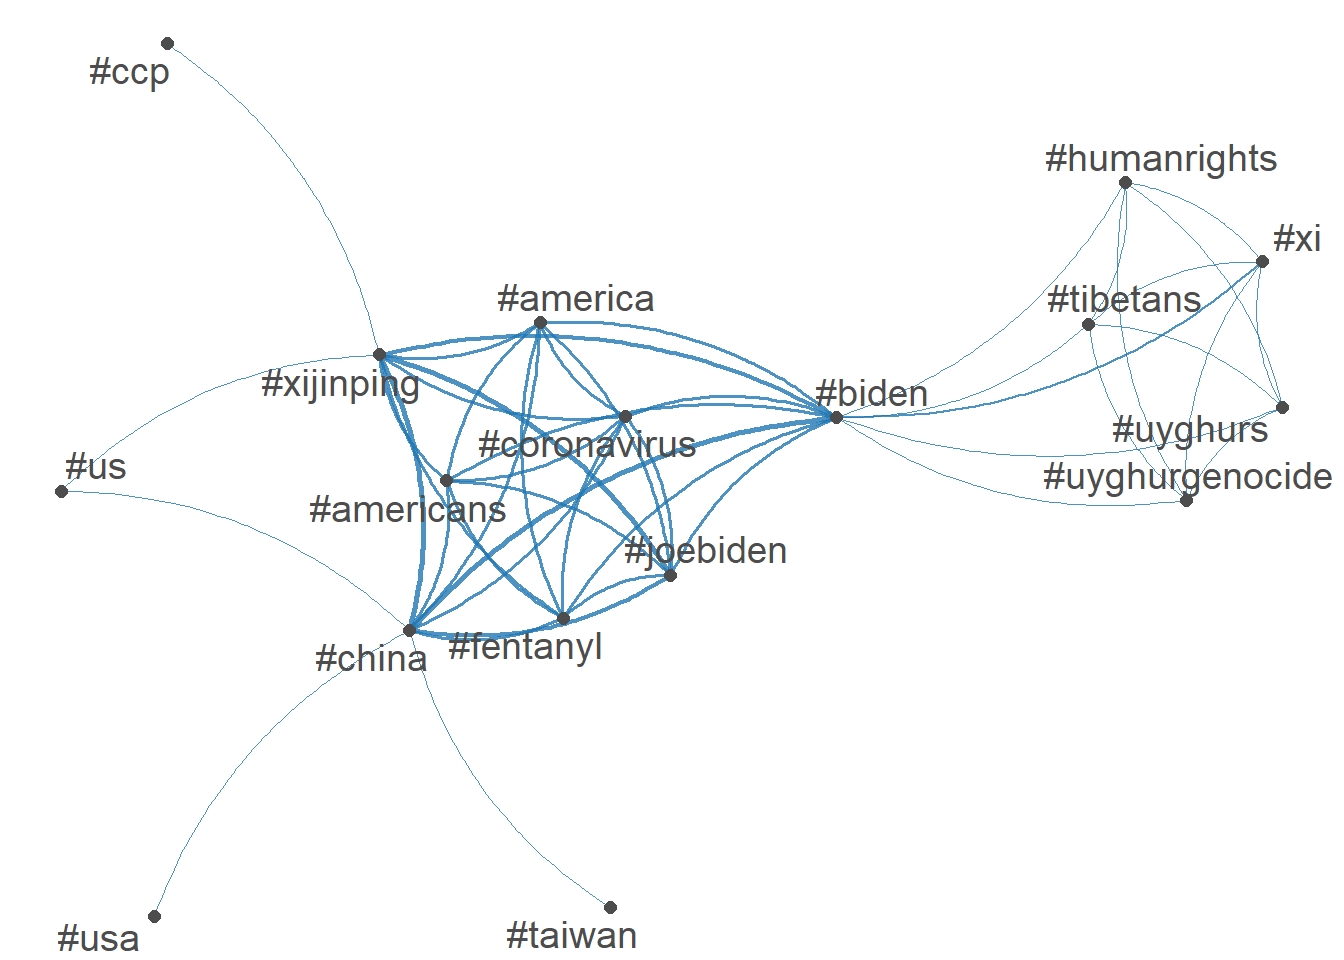 #ccp
#humanrights
#xi
#america
#tibetans
#xijinping
#biden
#uyghurs
#coronavirus
#us
#uyghurgenocide
#americans
#joebiden
#fentanyl
#china
#usa
#taiwan